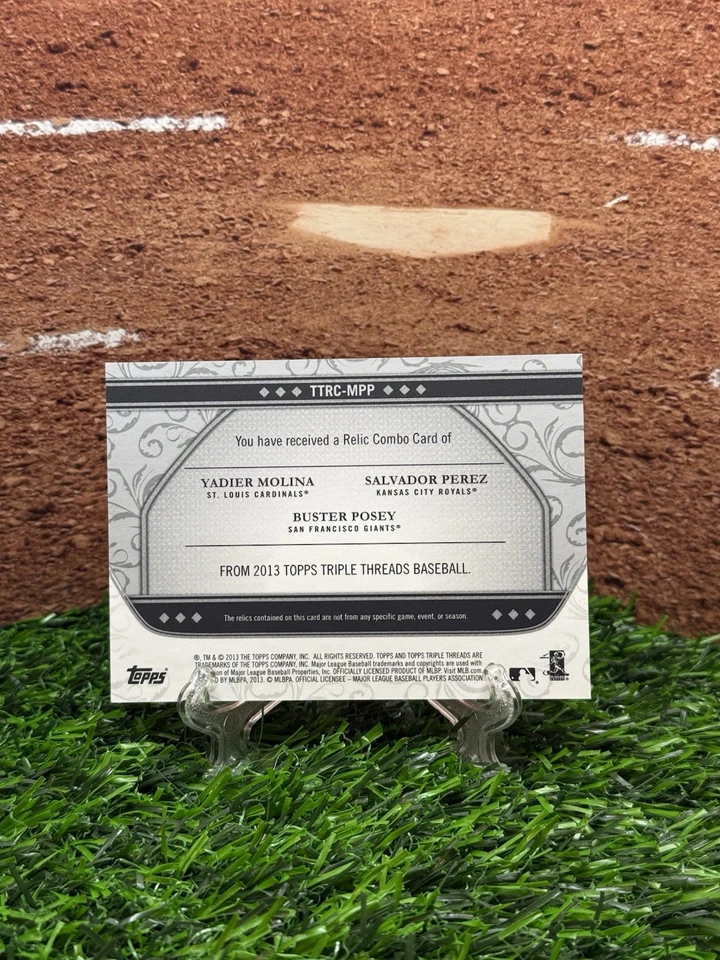 TTRC-MPP
You have received a Relic Combo Card of
YADIER MOLINA SALVADOR PEREZ
ST. LOUIS CARDINALS® KANSAS CITY ROYALS®
BUSTER POSEY
SAN FRANCISCO GIANTS®
FROM 2013 TOPPS TRIPLE THREADS BASEBALL.
The relics contained on this card are not from any specific game, event, or season.
®, TM & © 2013 THE TOPPS COMPANY, INC. ALL RIGHTS RESERVED. TOPPS AND TOPPS TRIPLE THREADS ARE
TRADEMARKS OF THE TOPPS COMPANY, INC. Major League Baseball trademarks and copyrights are used with
of Major League Baseball Properties, Inc. OFFICIALLY LICENSED PRODUCT OF MLBP. Visit MLB.com
BY MLBPA, 2013. © MLBPA, OFFICIAL LICENSEE – MAJOR LEAGUE BASEBALL PLAYERS ASSOCIATION
topps®